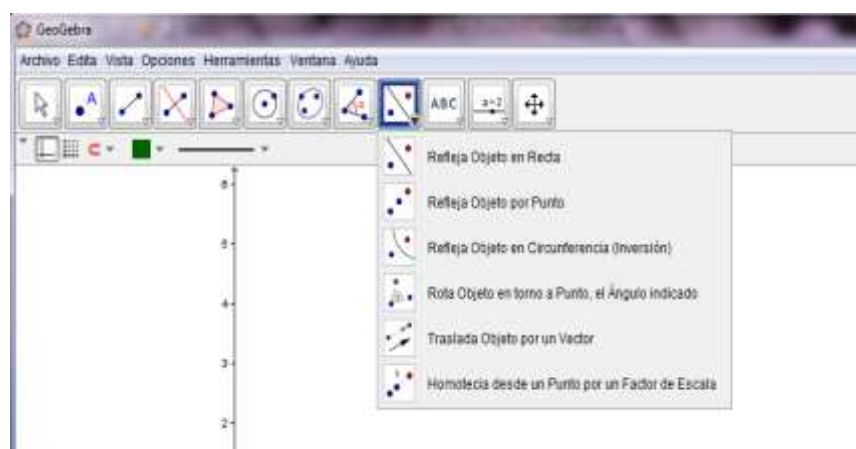 GeoGebra
Archivo Edita Vista Opciones Herramientas Ventana Ayuda
A
ABC
a=2
Refleja Objeto en Recta
Refleja Objeto por Punto
Refleja Objeto en Circunferencia (Inversión)
Rota Objeto en torno a Punto, el Ángulo indicado
Traslada Objeto por un Vector
Homotecia desde un Punto por un Factor de Escala
6
5
4
3
2